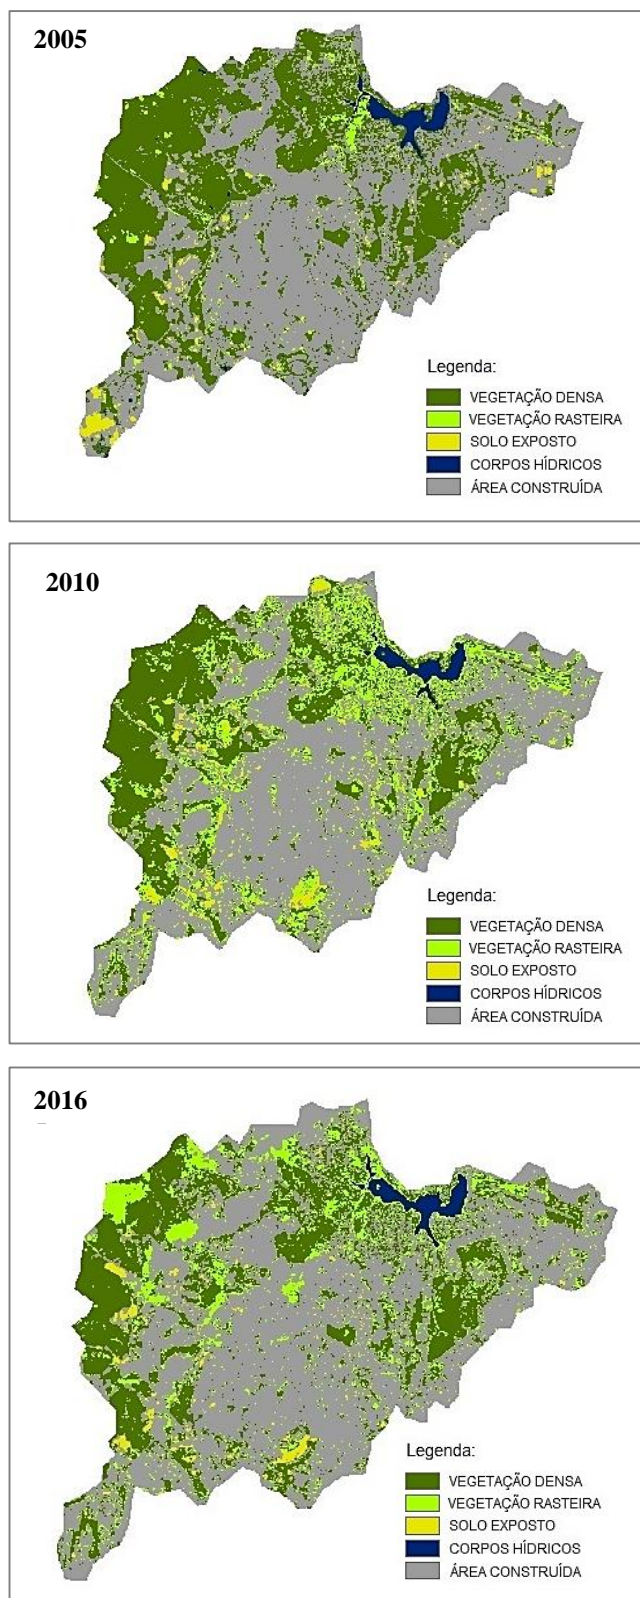 2005
Legenda:
VEGETAÇÃO DENSA
VEGETAÇÃO RASTEIRA
SOLO EXPOSTO
CORPOS HÍDRICOS
ÁREA CONSTRUÍDA
2010
Legenda:
VEGETAÇÃO DENSA
VEGETAÇÃO RASTEIRA
SOLO EXPOSTO
CORPOS HÍDRICOS
ÁREA CONSTRUÍDA
2016
Legenda:
VEGETAÇÃO DENSA
VEGETAÇÃO RASTEIRA
SOLO EXPOSTO
CORPOS HÍDRICOS
ÁREA CONSTRUÍDA